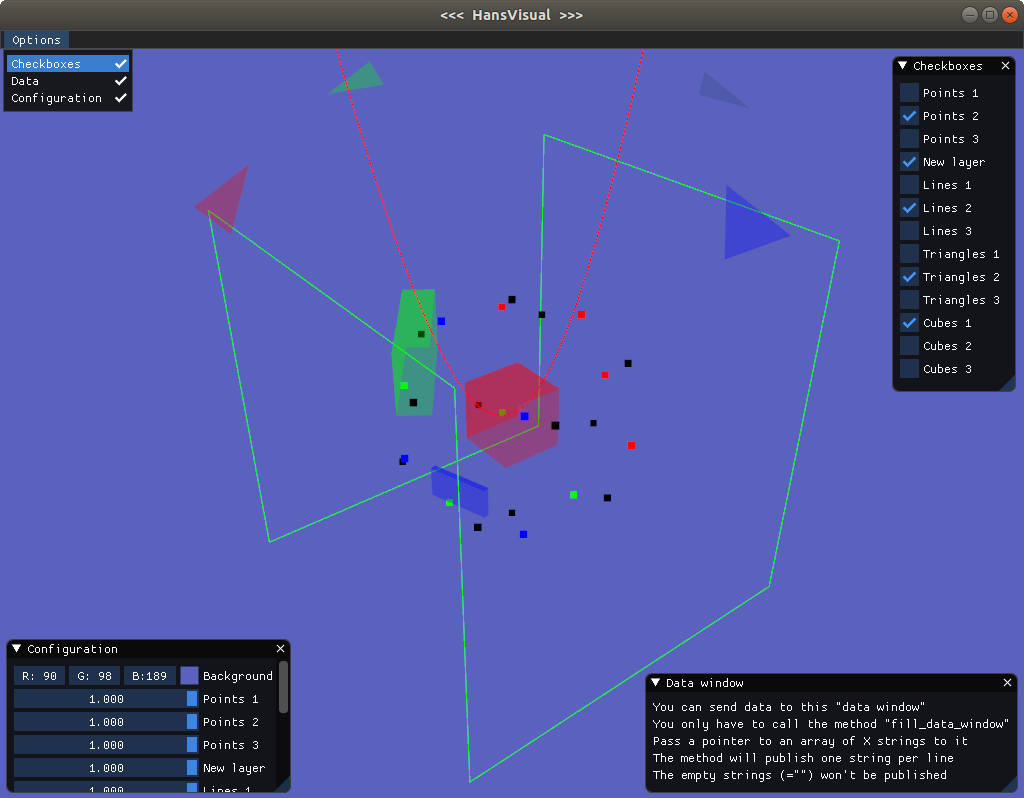 <<< HansVisual >>>
Options
Checkboxes
Data
Configuration
Checkboxes
Points 1
Points 2
Points 3
New layer
Lines 1
Lines 2
Lines 3
Triangles 1
Triangles 2
Triangles 3
Cubes 1
Cubes 2
Cubes 3
Configuration
R: 90 G: 98 B:189 Background
1.000 Points 1
1.000 Points 2
1.000 Points 3
1.000 New layer
1.000 Lines 1
Data window
You can send data to this "data window"
You only have to call the method "fill_data_window"
Pass a pointer to an array of X strings to it
The method will publish one string per line
The empty strings (="") won't be published